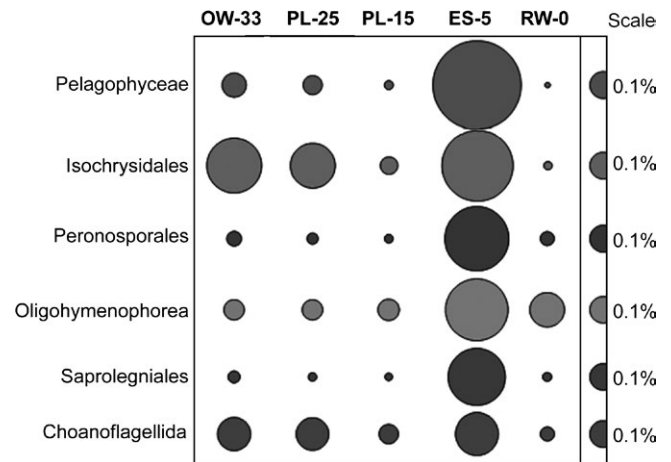 OW-33 PL-25 PL-15 ES-5 RW-0 Scale
Pelagophyceae 0.1%
Isochrysidales 0.1%
Peronosporales 0.1%
Oligohymenophorea 0.1%
Saprolegniales 0.1%
Choanoflagellida 0.1%